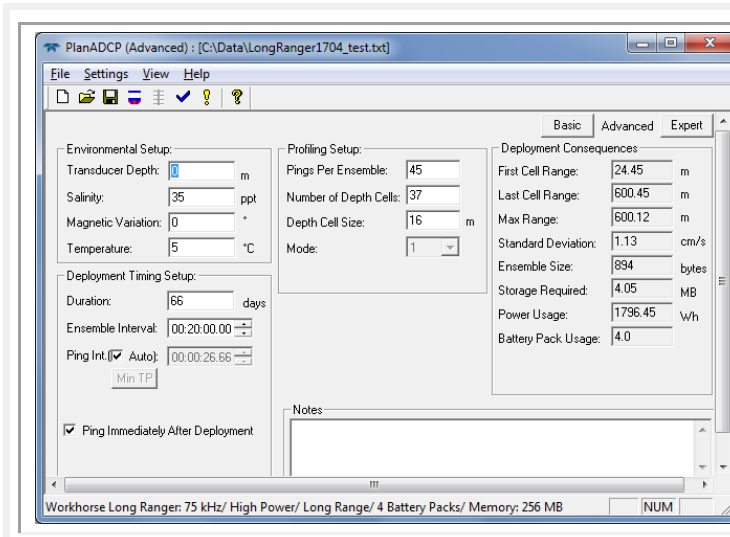 PlanADCP (Advanced) : [C:\Data\LongRanger1704_test.txt]
File Settings View Help
Basic Advanced Expert
Environmental Setup:
Transducer Depth: 0 m
Salinity: 35 ppt
Magnetic Variation: 0 °
Temperature: 5 °C
Deployment Timing Setup:
Duration: 66 days
Ensemble Interval: 00:20:00.00
Ping Int.( Auto): 00:00:26.66
Min TP
Ping Immediately After Deployment
Profiling Setup:
Pings Per Ensemble: 45
Number of Depth Cells: 37
Depth Cell Size: 16 m
Mode: 1
Deployment Consequences
First Cell Range: 24.45 m
Last Cell Range: 600.45 m
Max Range: 600.12 m
Standard Deviation: 1.13 cm/s
Ensemble Size: 894 bytes
Storage Required: 4.05 MB
Power Usage: 1796.45 Wh
Battery Pack Usage: 4.0
Notes
Workhorse Long Ranger: 75 kHz/ High Power/ Long Range/ 4 Battery Packs/ Memory: 256 MB NUM